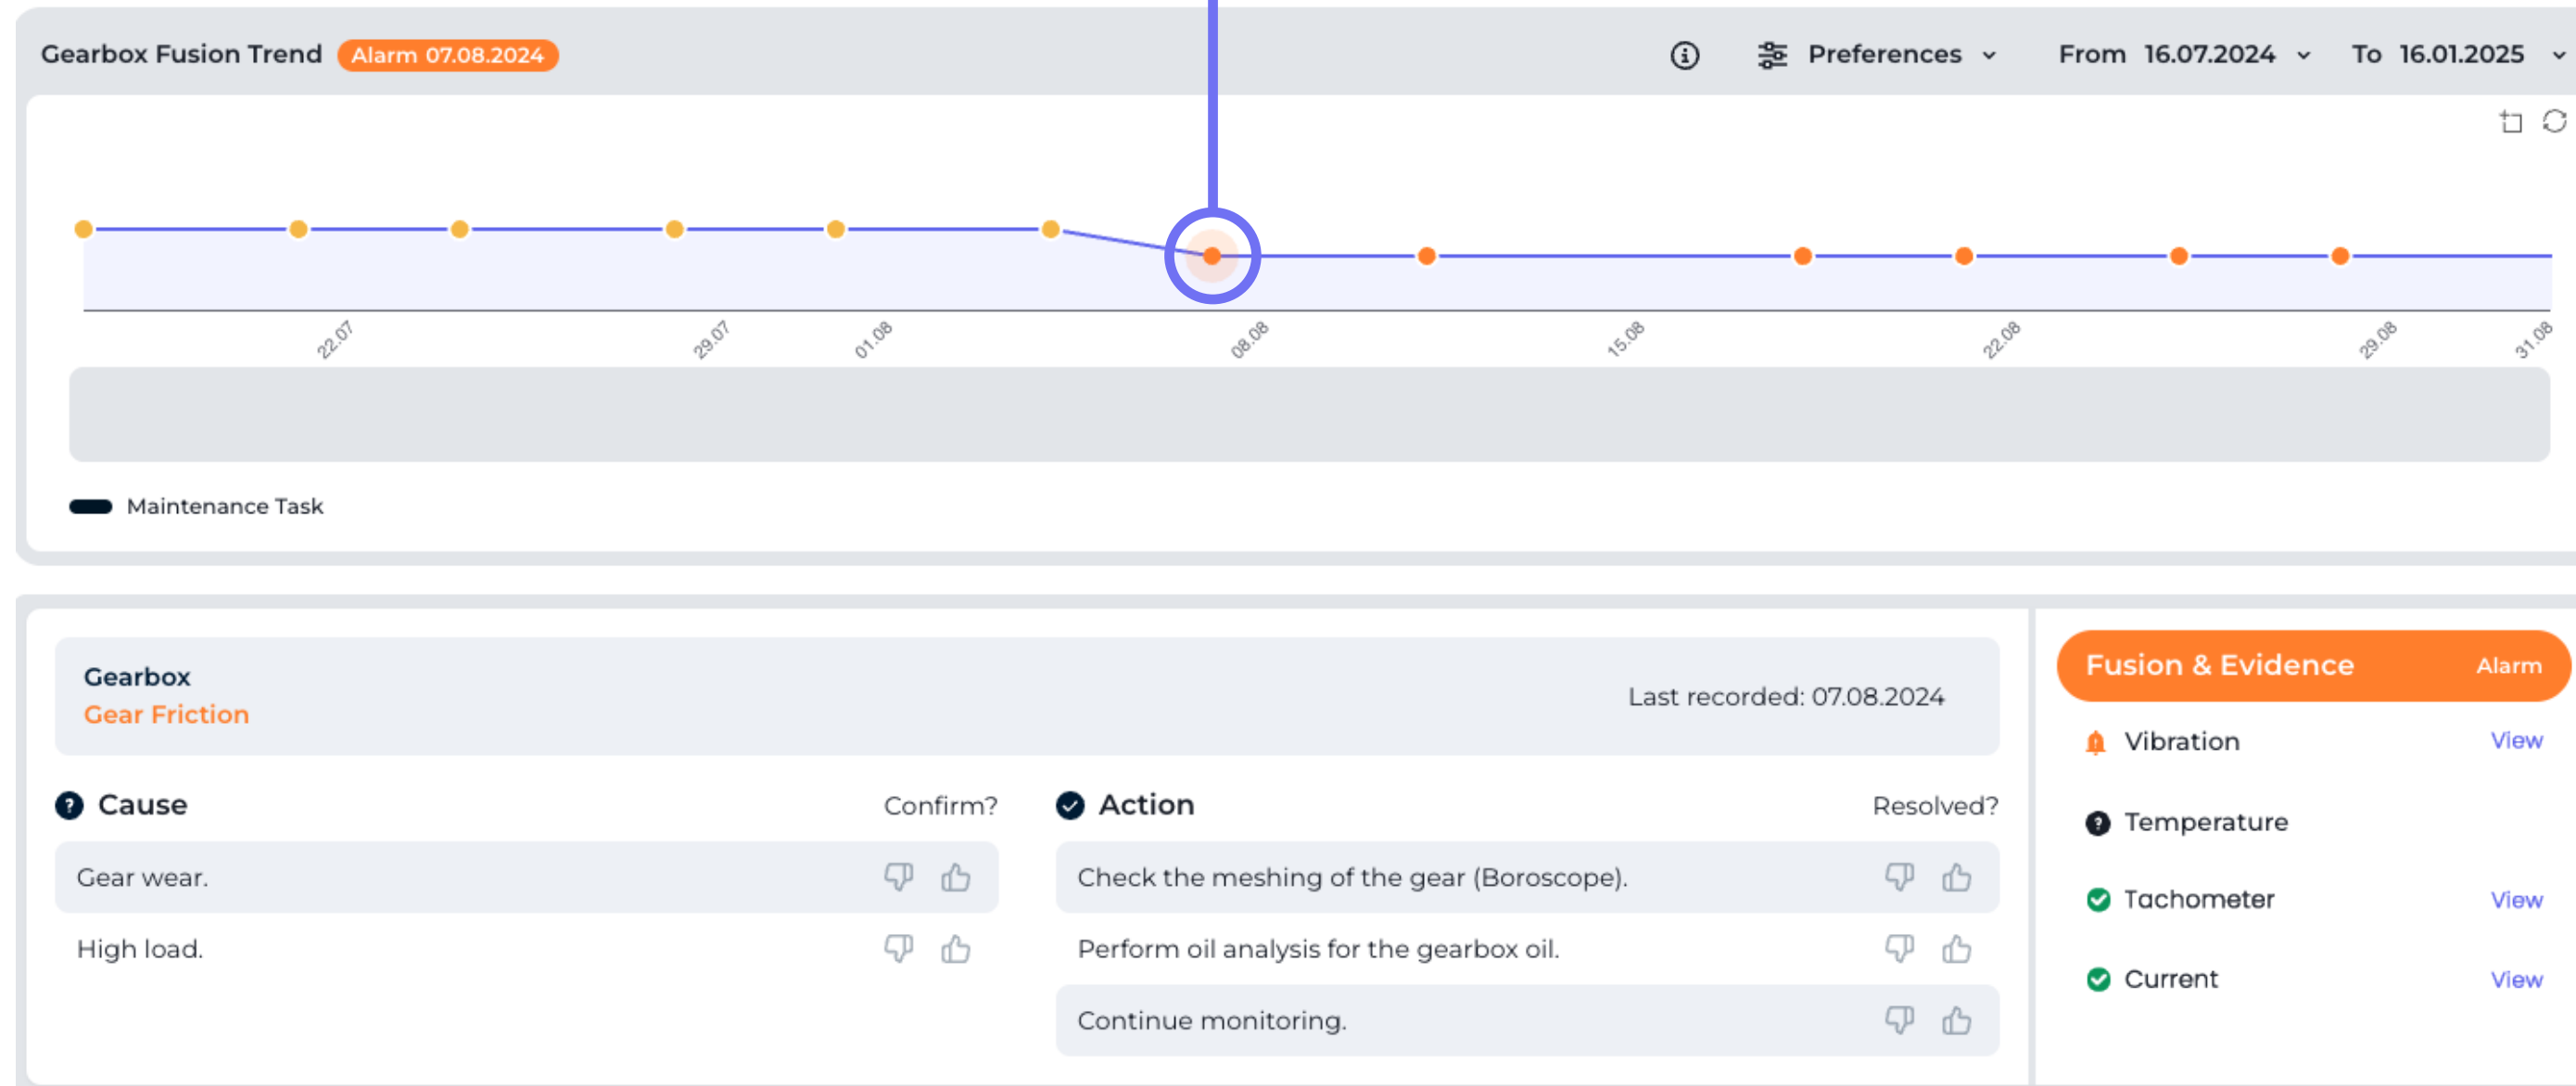 Gearbox Fusion Trend Alarm 07.08.2024 Preferences From 16.07.2024 To 16.01.2025
22.07 29.07 01.08 08.08 15.08 22.08 29.08 31.08
Maintenance Task
Gearbox
Gear Friction
Last recorded: 07.08.2024
Cause Confirm?
Gear wear.
High load.
Action Resolved?
Check the meshing of the gear (Boroscope).
Perform oil analysis for the gearbox oil.
Continue monitoring.
Fusion & Evidence Alarm
Vibration View
Temperature
Tachometer View
Current View